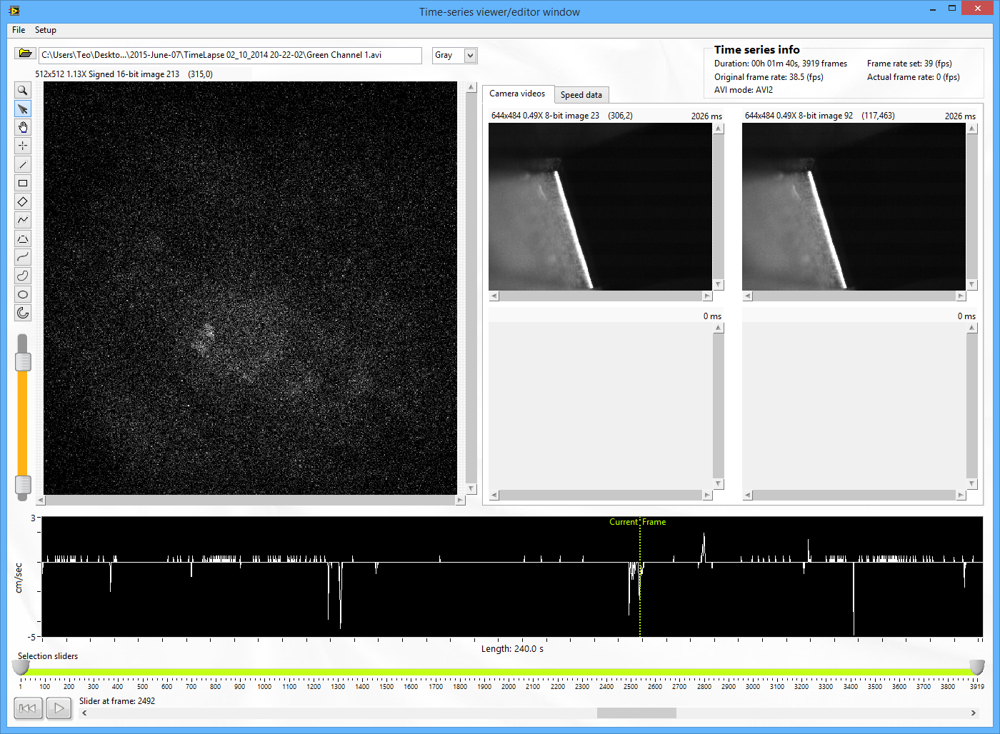 Time-series viewer/editor window
File Setup
C:\Users\Teo\Deskto...\2015-June-07\TimeLapse 02_10_2014 20-22-02\Green Channel 1.avi
Gray
Time series info
Duration: 00h 01m 40s, 3919 frames
Frame rate set: 39 (fps)
Original frame rate: 38.5 (fps)
Actual frame rate: 0 (fps)
AVI mode: AVI2
512x512 1.13X Signed 16-bit image 213 (315,0)
Camera videos
Speed data
644x484 0.49X 8-bit image 23 (306,2)
2026 ms
644x484 0.49X 8-bit image 92 (117,463)
2026 ms
0 ms
0 ms
3
Current Frame
cm/sec
-5
Length: 240.0 s
Selection sliders
1 100 200 300 400 500 600 700 800 900 1000 1100 1200 1300 1400 1500 1600 1700 1800 1900 2000 2100 2200 2300 2400 2500 2600 2700 2800 2900 3000 3100 3200 3300 3400 3500 3600 3700 3800 3919
Slider at frame: 2492